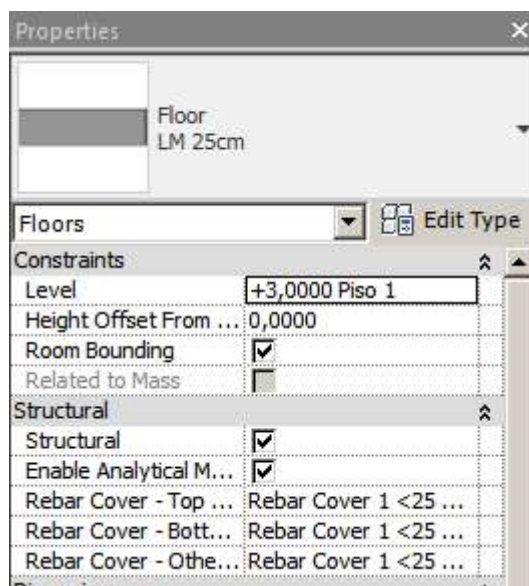 Properties
Floor
LM 25cm
Floors Edit Type
Constraints
Level +3,0000 Piso 1
Height Offset From ... 0,0000
Room Bounding
Related to Mass
Structural
Structural
Enable Analytical M...
Rebar Cover - Top ... Rebar Cover 1 <25 ...
Rebar Cover - Bott... Rebar Cover 1 <25 ...
Rebar Cover - Othe... Rebar Cover 1 <25 ...